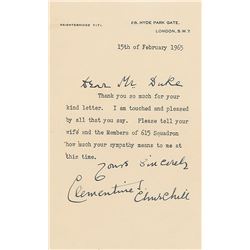 KNIGHTSBRIDGE 7171.
28, HYDE PARK GATE,
LONDON, S.W.7.
15th of February 1965
Dear Mr Duke
Thank you so much for your
kind letter. I am touched and pleased
by all that you say. Please tell your
wife and the Members of 615 Squadron
how much your sympathy means to me at
this time.
Yours sincerely
Clementine S. Churchill